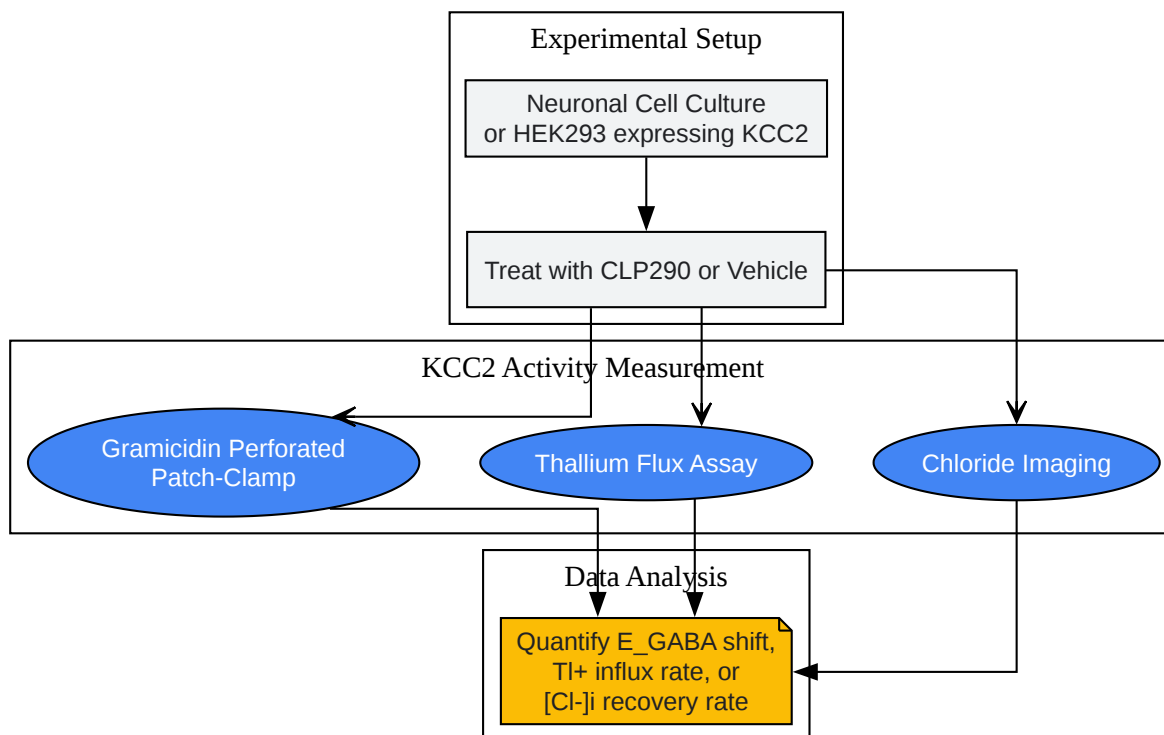 Experimental Setup
Neuronal Cell Culture
or HEK293 expressing KCC2
Treat with CLP290 or Vehicle
KCC2 Activity Measurement
Gramicidin Perforated
Patch-Clamp
Thallium Flux Assay
Chloride Imaging
Data Analysis
Quantify E_GABA shift,
Tl+ influx rate, or
[Cl-]i recovery rate